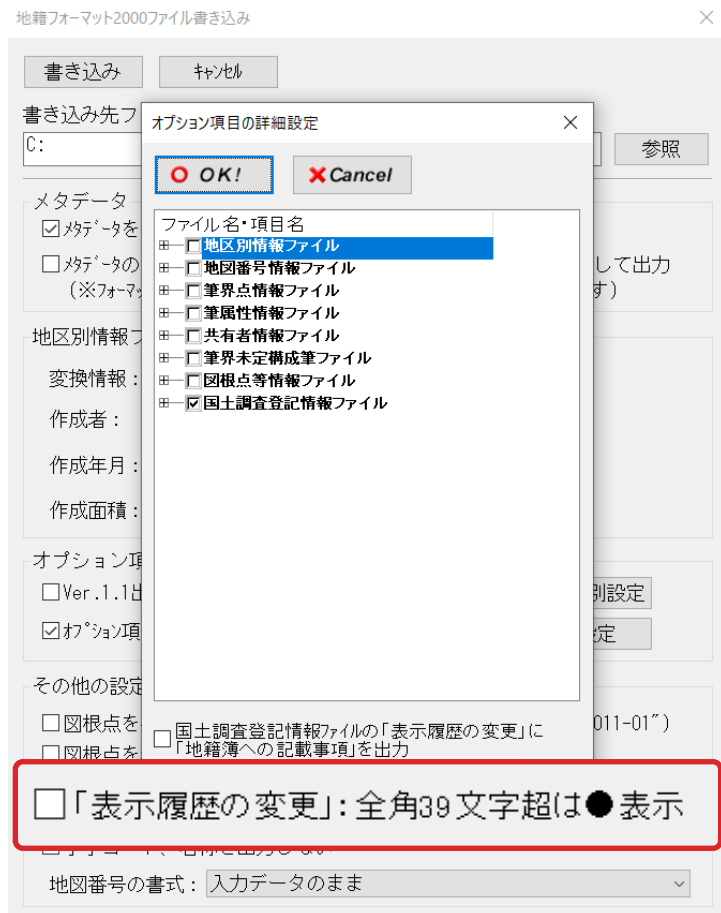 地籍フォーマット2000ファイル書き込み
書き込み
キャンセル
書き込み先フ
C:
参照
オプション項目の詳細設定
OK!
Cancel
ファイル名・項目名
地区別情報ファイル
地図番号情報ファイル
筆界点情報ファイル
筆属性情報ファイル
共有者情報ファイル
筆界未定構成筆ファイル
図根点等情報ファイル
国土調査登記情報ファイル
国土調査登記情報ファイルの「表示履歴の変更」に
「地籍簿への記載事項」を出力
メタデータ
メタデータを
メタデータの
して出力
(※フォーマッ
す)
地区別情報フ
変換情報：
作成者：
作成年月：
作成面積：
オプション項
Ver.1.1出
別設定
オプション項
定
その他の設定
図根点を
011-01")
図根点を
「表示履歴の変更」：全角39文字超は●表示
地図番号の書式： 入力データのまま